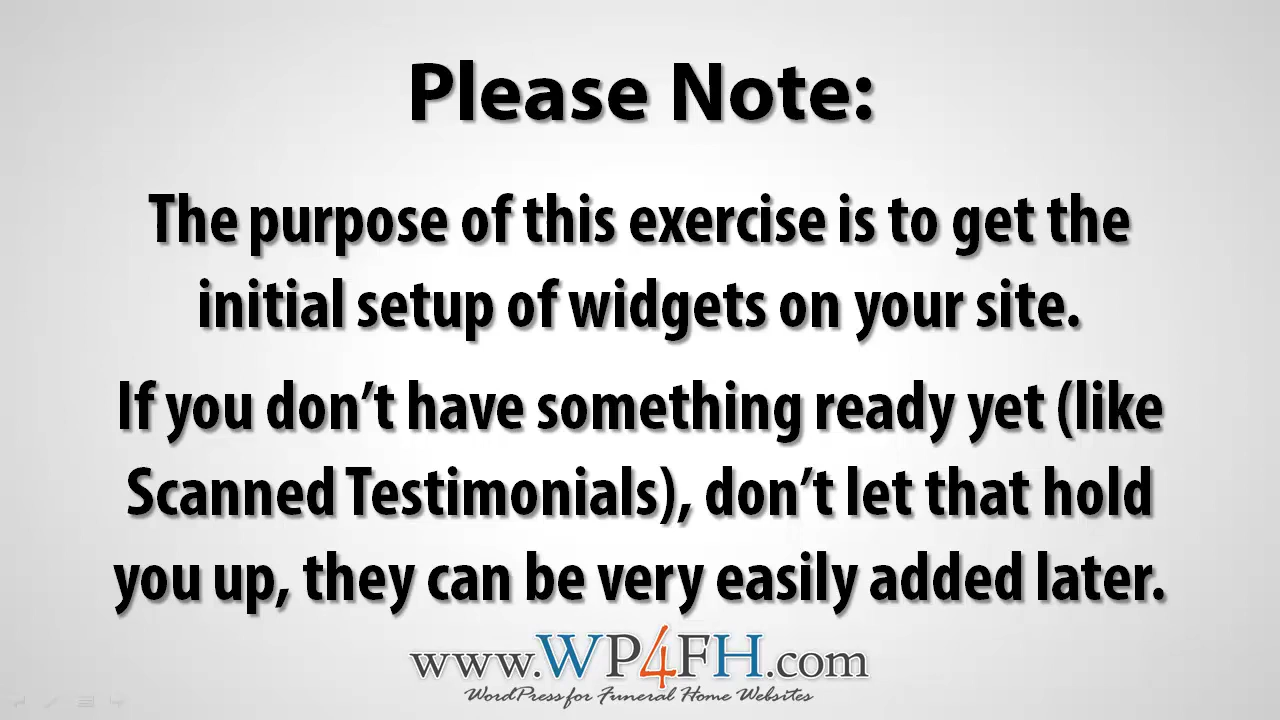 Please Note:
The purpose of this exercise is to get the
initial setup of widgets on your site.
If you don’t have something ready yet (like
Scanned Testimonials), don’t let that hold
you up, they can be very easily added later.
www.WP4FH.com
WordPress for Funeral Home Websites